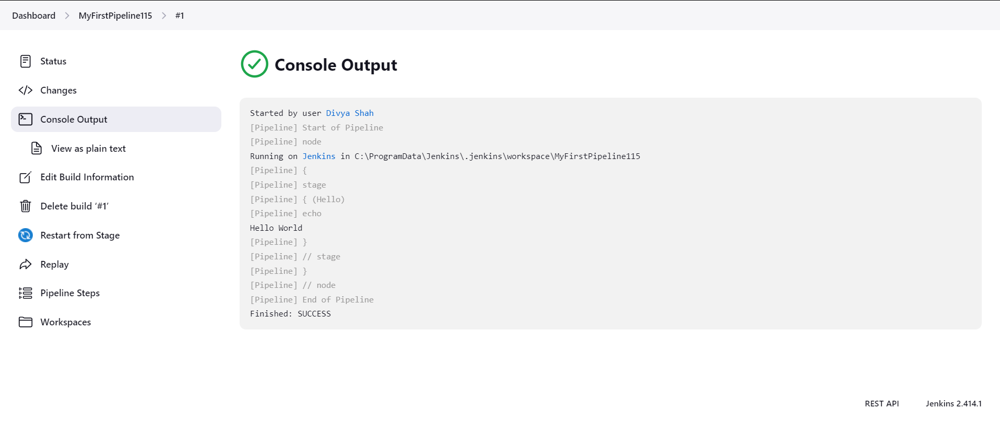 Dashboard > MyFirstPipeline115 > #1
Status
Changes
Console Output
View as plain text
Edit Build Information
Delete build ‘#1’
Restart from Stage
Replay
Pipeline Steps
Workspaces
Console Output
Started by user Divya Shah
[Pipeline] Start of Pipeline
[Pipeline] node
Running on Jenkins in C:\ProgramData\Jenkins\.jenkins\workspace\MyFirstPipeline115
[Pipeline] {
[Pipeline] stage
[Pipeline] { (Hello)
[Pipeline] echo
Hello World
[Pipeline] }
[Pipeline] // stage
[Pipeline] }
[Pipeline] // node
[Pipeline] End of Pipeline
Finished: SUCCESS
REST API Jenkins 2.414.1